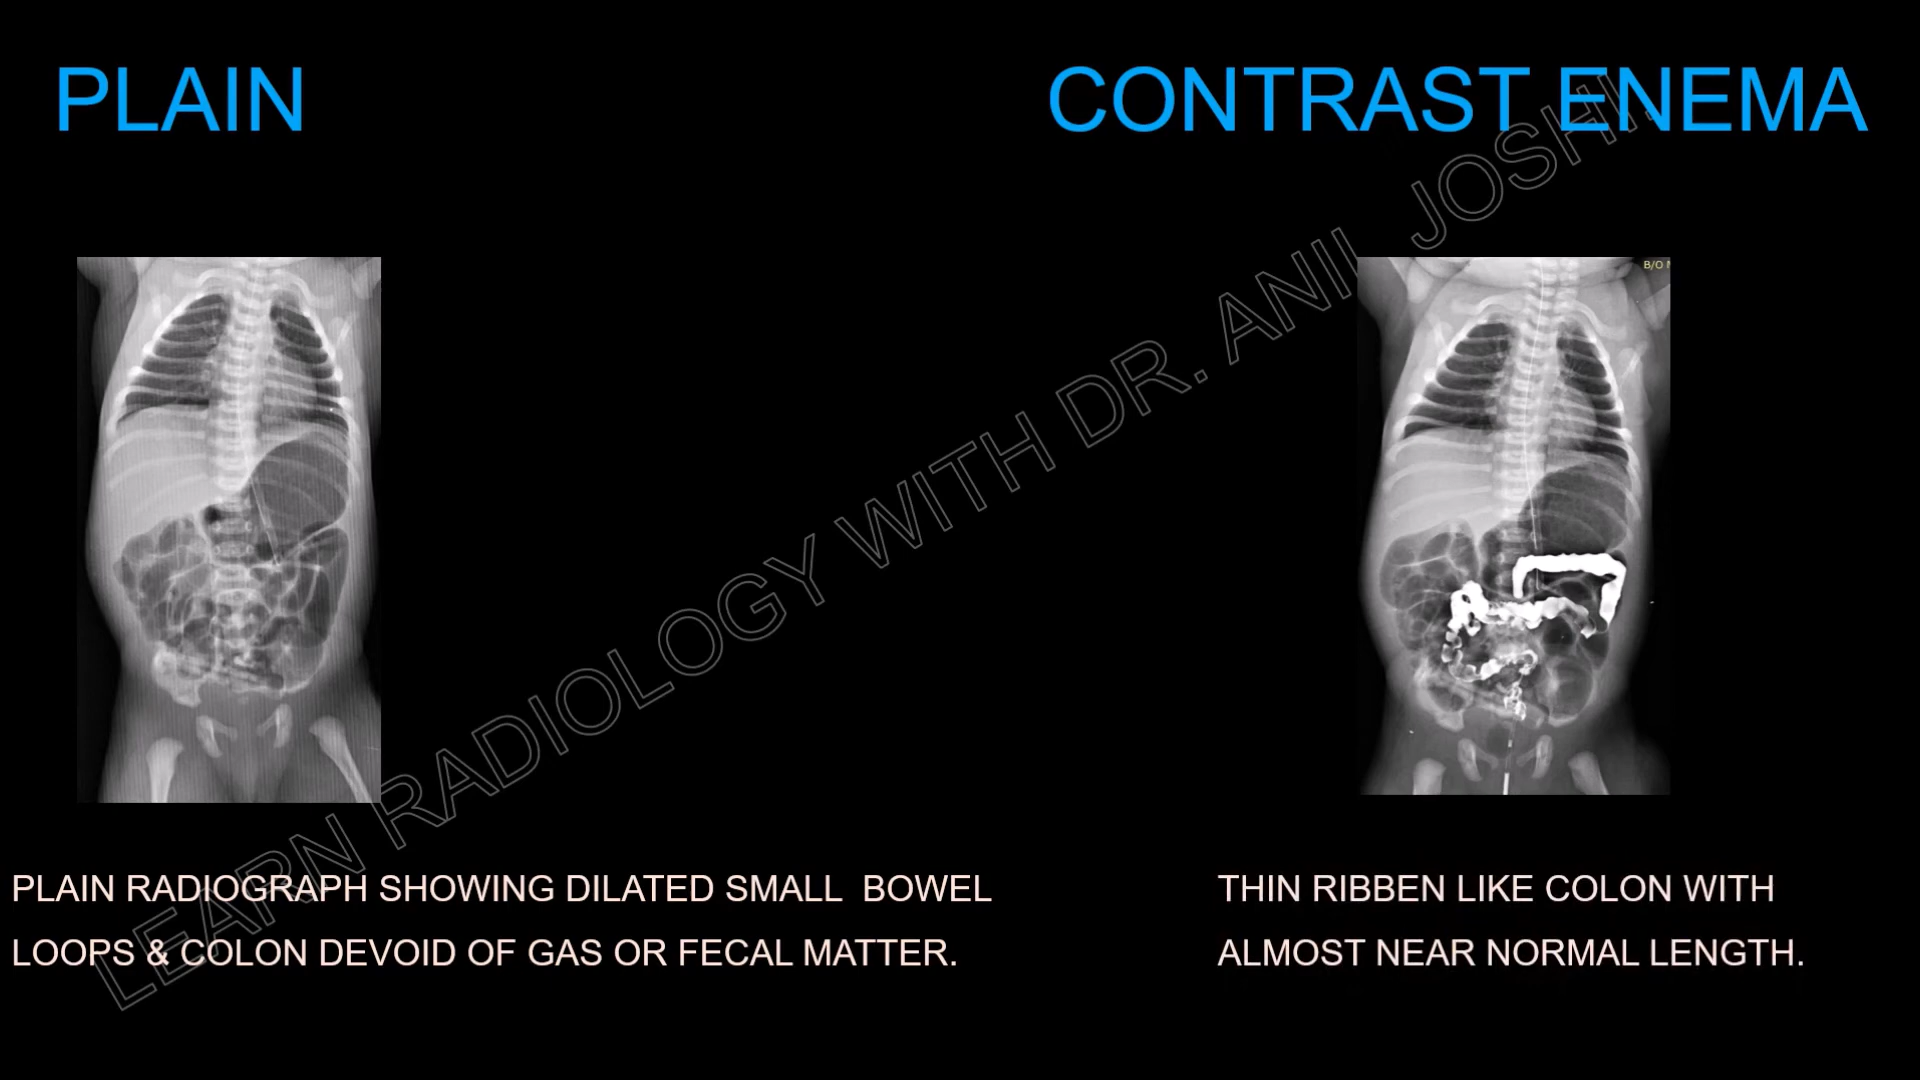 PLAIN
CONTRAST ENEMA
B/O
LEARN RADIOLOGY WITH DR. ANIL JOSHI.
PLAIN RADIOGRAPH SHOWING DILATED SMALL BOWEL
LOOPS & COLON DEVOID OF GAS OR FECAL MATTER.
THIN RIBBEN LIKE COLON WITH
ALMOST NEAR NORMAL LENGTH.